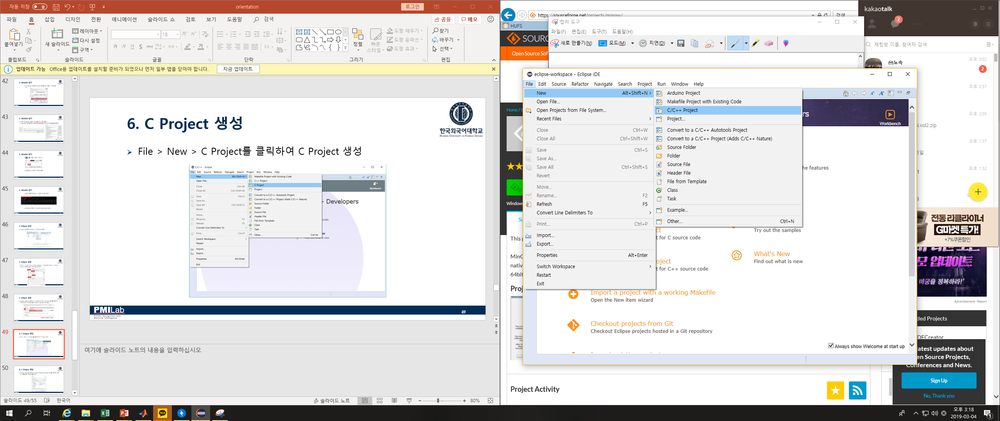 자동 저장
orientation
로그인
파일 홈 삽입 디자인 전환 애니메이션 슬라이드 쇼 검토 보기 도움말 검색
공유 메모
붙여넣기
새 슬라이드
레이아웃
다시 설정
구역
18
정렬
빠른 스타일
도형 채우기
도형 윤곽선
도형 효과
찾기
바꾸기
선택
클립보드 슬라이드 글꼴 단락 그리기 편집
업데이트 가능 Office용 업데이트를 설치할 준비가 되었으나 먼저 일부 앱을 닫아야 합니다. 지금 업데이트
42
43
44
45
46
47
48
49
50
6. C Project 생성
한국외국어대학교
HANKUK UNIVERSITY OF FOREIGN STUDIES
File > New > C Project를 클릭하여 C Project 생성
C/C++ - Eclipse
File Edit Source Refactor Navigate Search Project Run Window Help
New Alt+Shift+N
Open File...
Close Ctrl+W
Close All Ctrl+Shift+W
Save Ctrl+S
Save As...
Save All Ctrl+Shift+S
Revert
Move...
Rename... F2
Refresh F5
Convert Line Delimiters To
Print... Ctrl+P
Switch Workspace
Restart
Import...
Export...
Properties Alt+Enter
Exit
Makefile Project with Existing Code
C++ Project
C Project
Project...
Convert to a C/C++ Autotools Project
Convert to a C/C++ Project (Adds C/C++ Nature)
Source Folder
Folder
Source File
Header File
File from Template
Class
Task
Other... Ctrl+N
Workbench
- Developers
PMILab
Pattern Recognition and
Machine Intelligence
49
여기에 슬라이드 노트의 내용을 입력하십시오
슬라이드 49/55 한국어
슬라이드 노트
80%
https://sourceforge.net/projects/mingw/
검색
HUFS
SOURC
Open Source Sof
Home /
Windows
This p
MinG
native
64bit
Proj
Project Activity
캡처 도구
파일(F) 편집(E) 도구(T) 도움말(H)
새로 만들기(N) 모드(M) 지연(D)
eclipse-workspace - Eclipse IDE
File Edit Source Refactor Navigate Search Project Run Window Help
New Alt+Shift+N
Open File...
Open Projects from File System...
Recent Files
Close Ctrl+W
Close All Ctrl+Shift+W
Save Ctrl+S
Save As...
Save All Ctrl+Shift+S
Revert
Move...
Rename... F2
Refresh F5
Convert Line Delimiters To
Print... Ctrl+P
Import...
Export...
Properties Alt+Enter
Switch Workspace
Restart
Exit
Arduino Project
Makefile Project with Existing Code
C/C++ Project
Project...
Convert to a C/C++ Autotools Project
Convert to a C/C++ Project (Adds C/C++ Nature)
Source Folder
Folder
Source File
Header File
File from Template
Class
Task
Example...
Other... Ctrl+N
rs
Workbench
he features
ct
t for C source code
Try out the samples
oject
t for C++ source code
What's New
Find out what is new
Import a project with a working Makefile
Open the New item wizard
Checkout projects from Git
Checkout Eclipse projects hosted in a Git repository
Always show Welcome at start up
kakaotalk
2
채팅방 이름, 참여자 검색
뇨속
오후 3:02
2
오후 2:57
오후 2:05
N.vol2.zip
오후 1:37
5일
오후 1:32
전동 리클라이너
G마켓 특가!
+7%쿠폰할인
모 업데이트
미궁을 정복하라!'
Advertisement - Report
ded Projects
DFCreator
latest updates about
en Source Projects,
Conferences and News.
Sign Up
No, Thank you
오후 3:18
2019-03-04
1